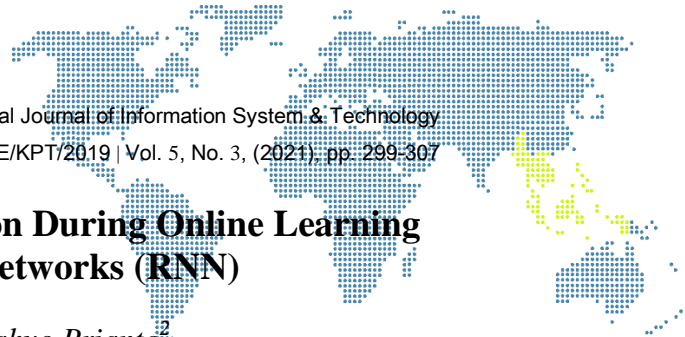 al Journal of Information System & Technology
E/KPT/2019 | Vol. 5, No. 3, (2021), pp. 299-307
on During Online Learning
etworks (RNN)
Prianto2